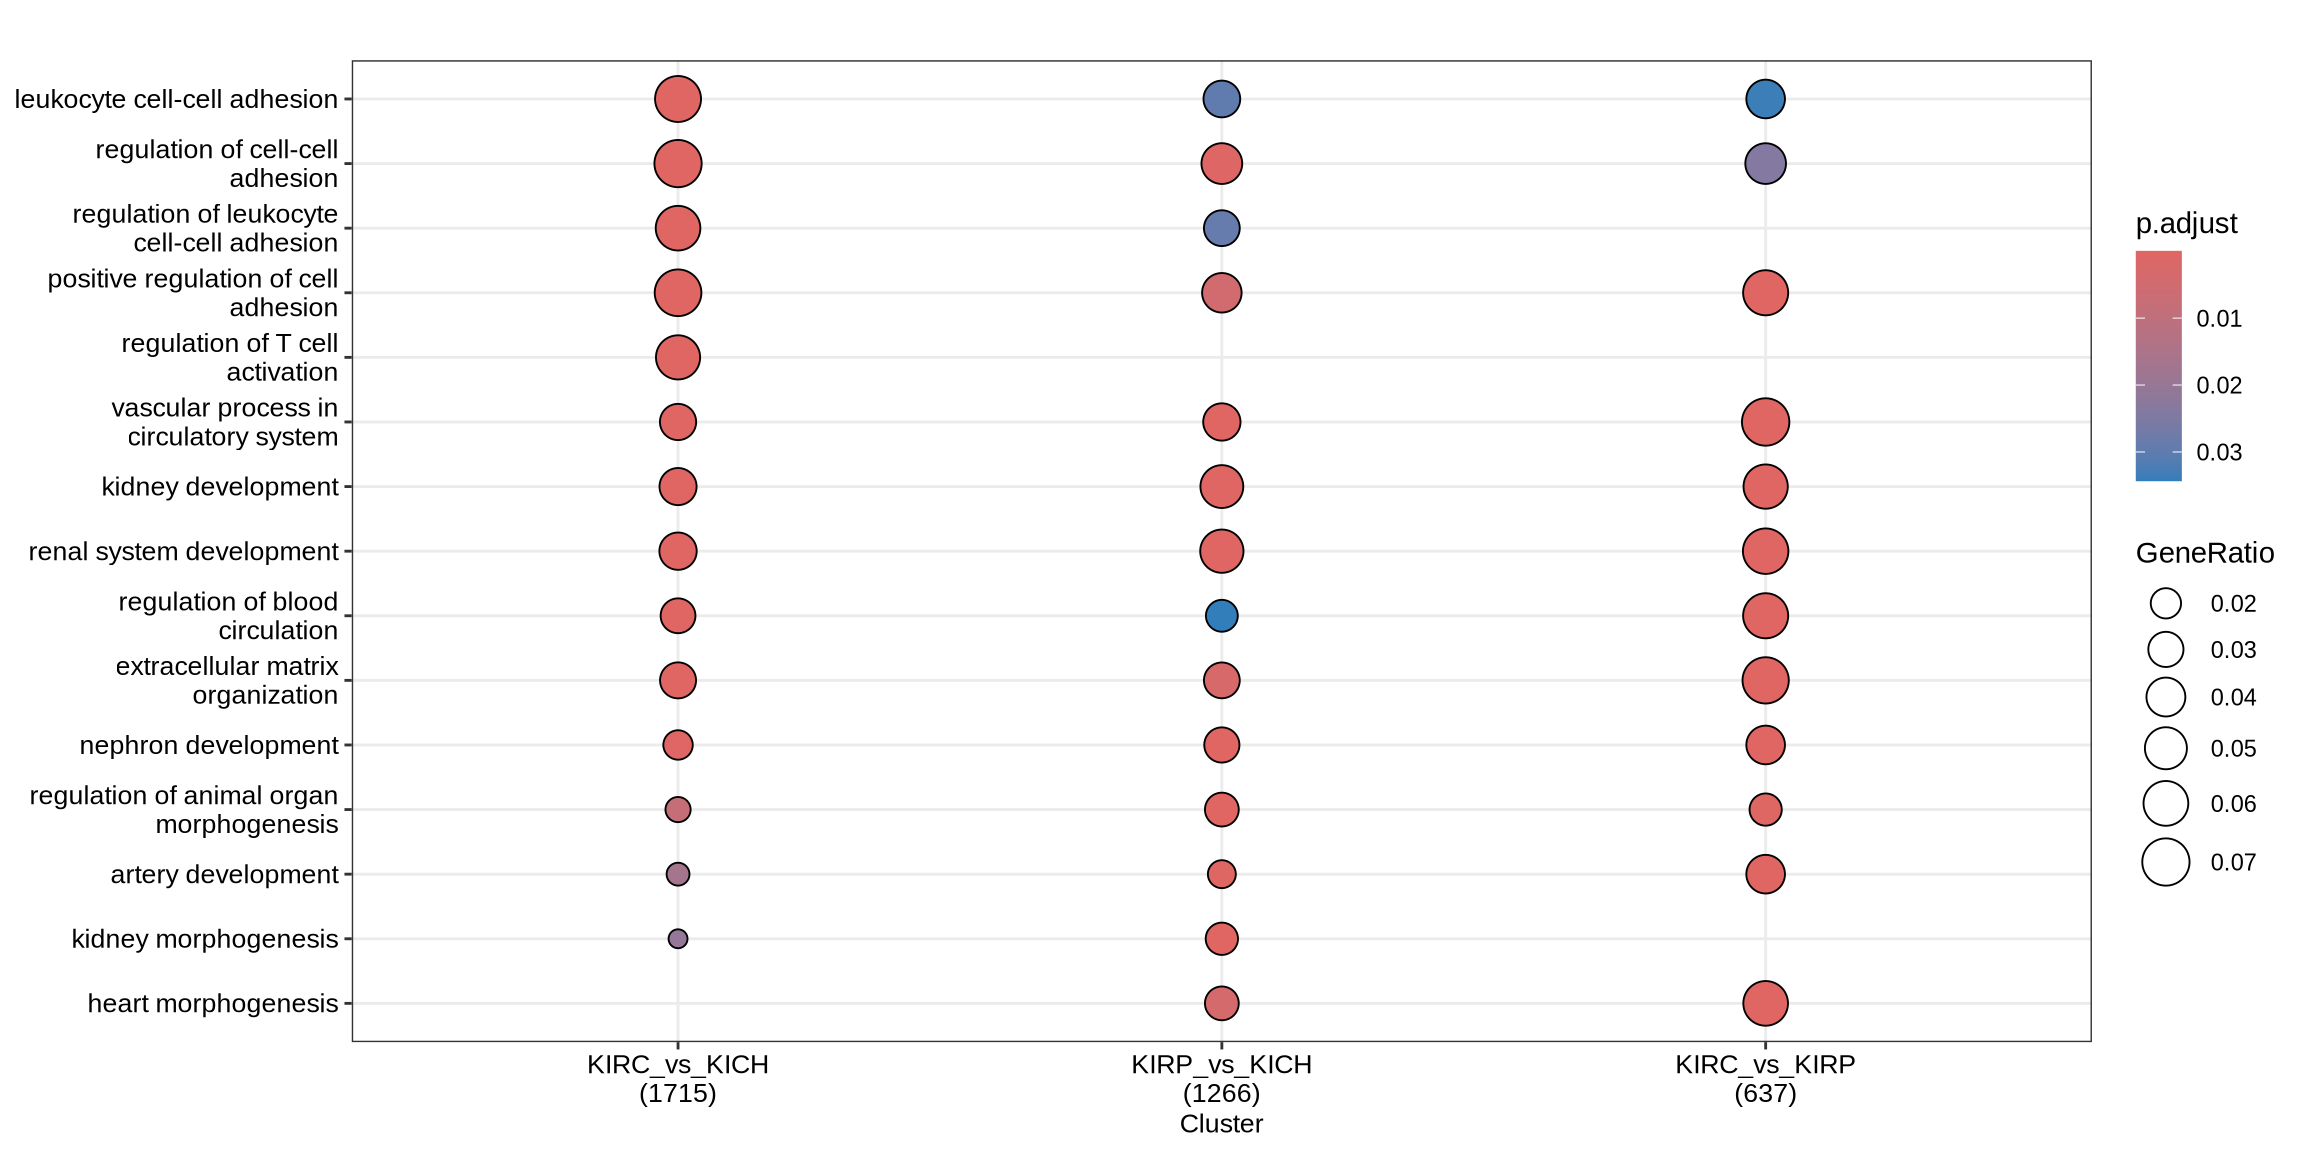 leukocyte cell-cell adhesion
regulation of cell-cell
adhesion
regulation of leukocyte
cell-cell adhesion
positive regulation of cell
adhesion
regulation of T cell
activation
vascular process in
circulatory system
kidney development
renal system development
regulation of blood
circulation
extracellular matrix
organization
nephron development
regulation of animal organ
morphogenesis
artery development
kidney morphogenesis
heart morphogenesis
KIRC_vs_KICH
(1715)
KIRP_vs_KICH
(1266)
KIRC_vs_KIRP
(637)
Cluster
p.adjust
0.01
0.02
0.03
GeneRatio
0.02
0.03
0.04
0.05
0.06
0.07